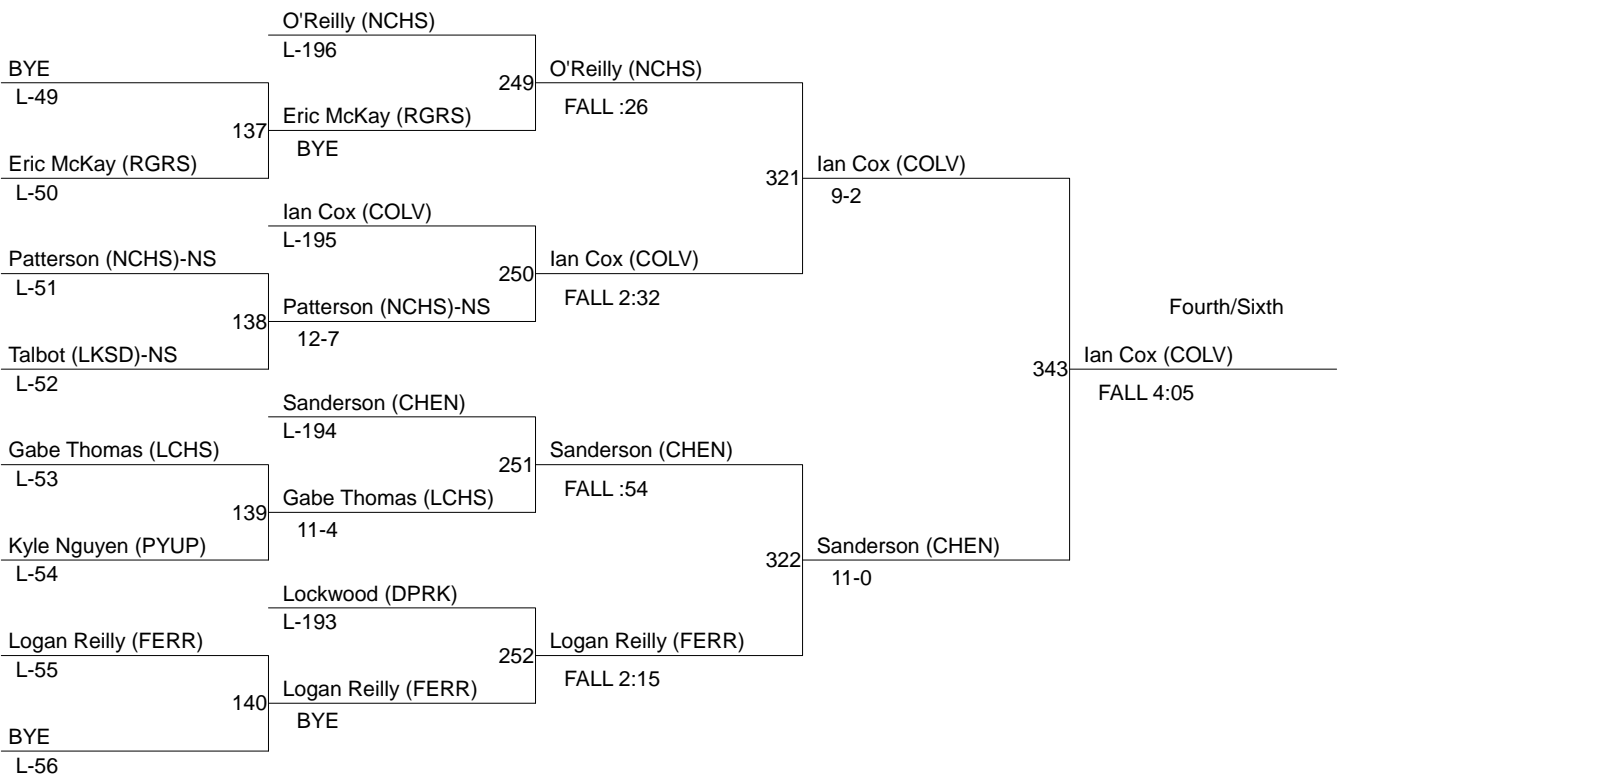 O'Reilly (NCHS)
L-196
BYE
L-49
249
O'Reilly (NCHS)
FALL :26
137
Eric McKay (RGRS)
BYE
Eric McKay (RGRS)
L-50
321
Ian Cox (COLV)
9-2
Ian Cox (COLV)
L-195
Patterson (NCHS)-NS
L-51
250
Ian Cox (COLV)
FALL 2:32
138
Patterson (NCHS)-NS
12-7
Fourth/Sixth
Talbot (LKSD)-NS
L-52
343
Ian Cox (COLV)
FALL 4:05
Sanderson (CHEN)
L-194
Gabe Thomas (LCHS)
L-53
251
Sanderson (CHEN)
FALL :54
139
Gabe Thomas (LCHS)
11-4
Kyle Nguyen (PYUP)
L-54
322
Sanderson (CHEN)
11-0
Lockwood (DPRK)
L-193
Logan Reilly (FERR)
L-55
252
Logan Reilly (FERR)
FALL 2:15
140
Logan Reilly (FERR)
BYE
BYE
L-56